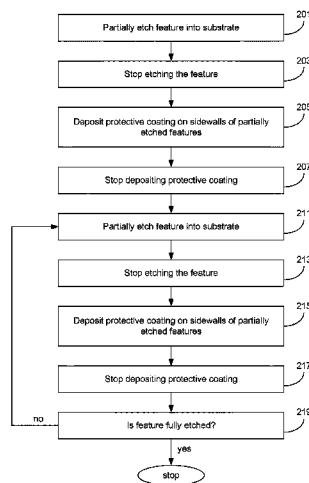 201
Partially etch feature into substrate
203
Stop etching the feature
205
Deposit protective coating on sidewalls of partially
etched features
207
Stop depositing protective coating
211
Partially etch feature into substrate
213
Stop etching the feature
215
Deposit protective coating on sidewalls of partially
etched features
217
Stop depositing protective coating
219
Is feature fully etched?
no
yes
stop